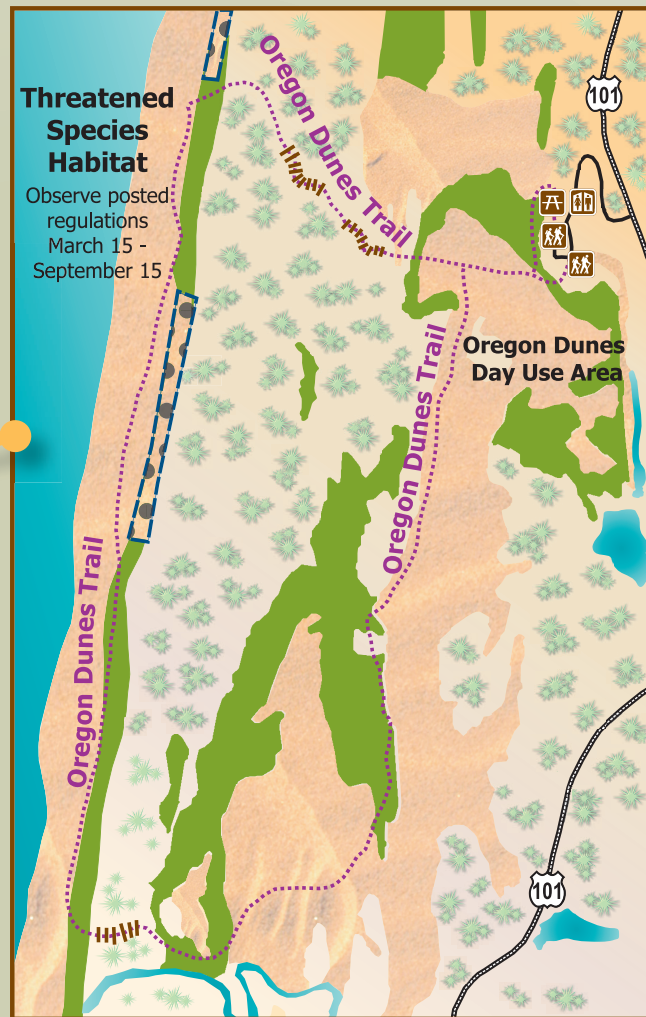 Threatened
Species
Habitat
Observe posted
regulations
March 15 -
September 15
Oregon Dunes Trail
101
Oregon Dunes
Day Use Area
Oregon Dunes Trail
Oregon Dunes Trail
101